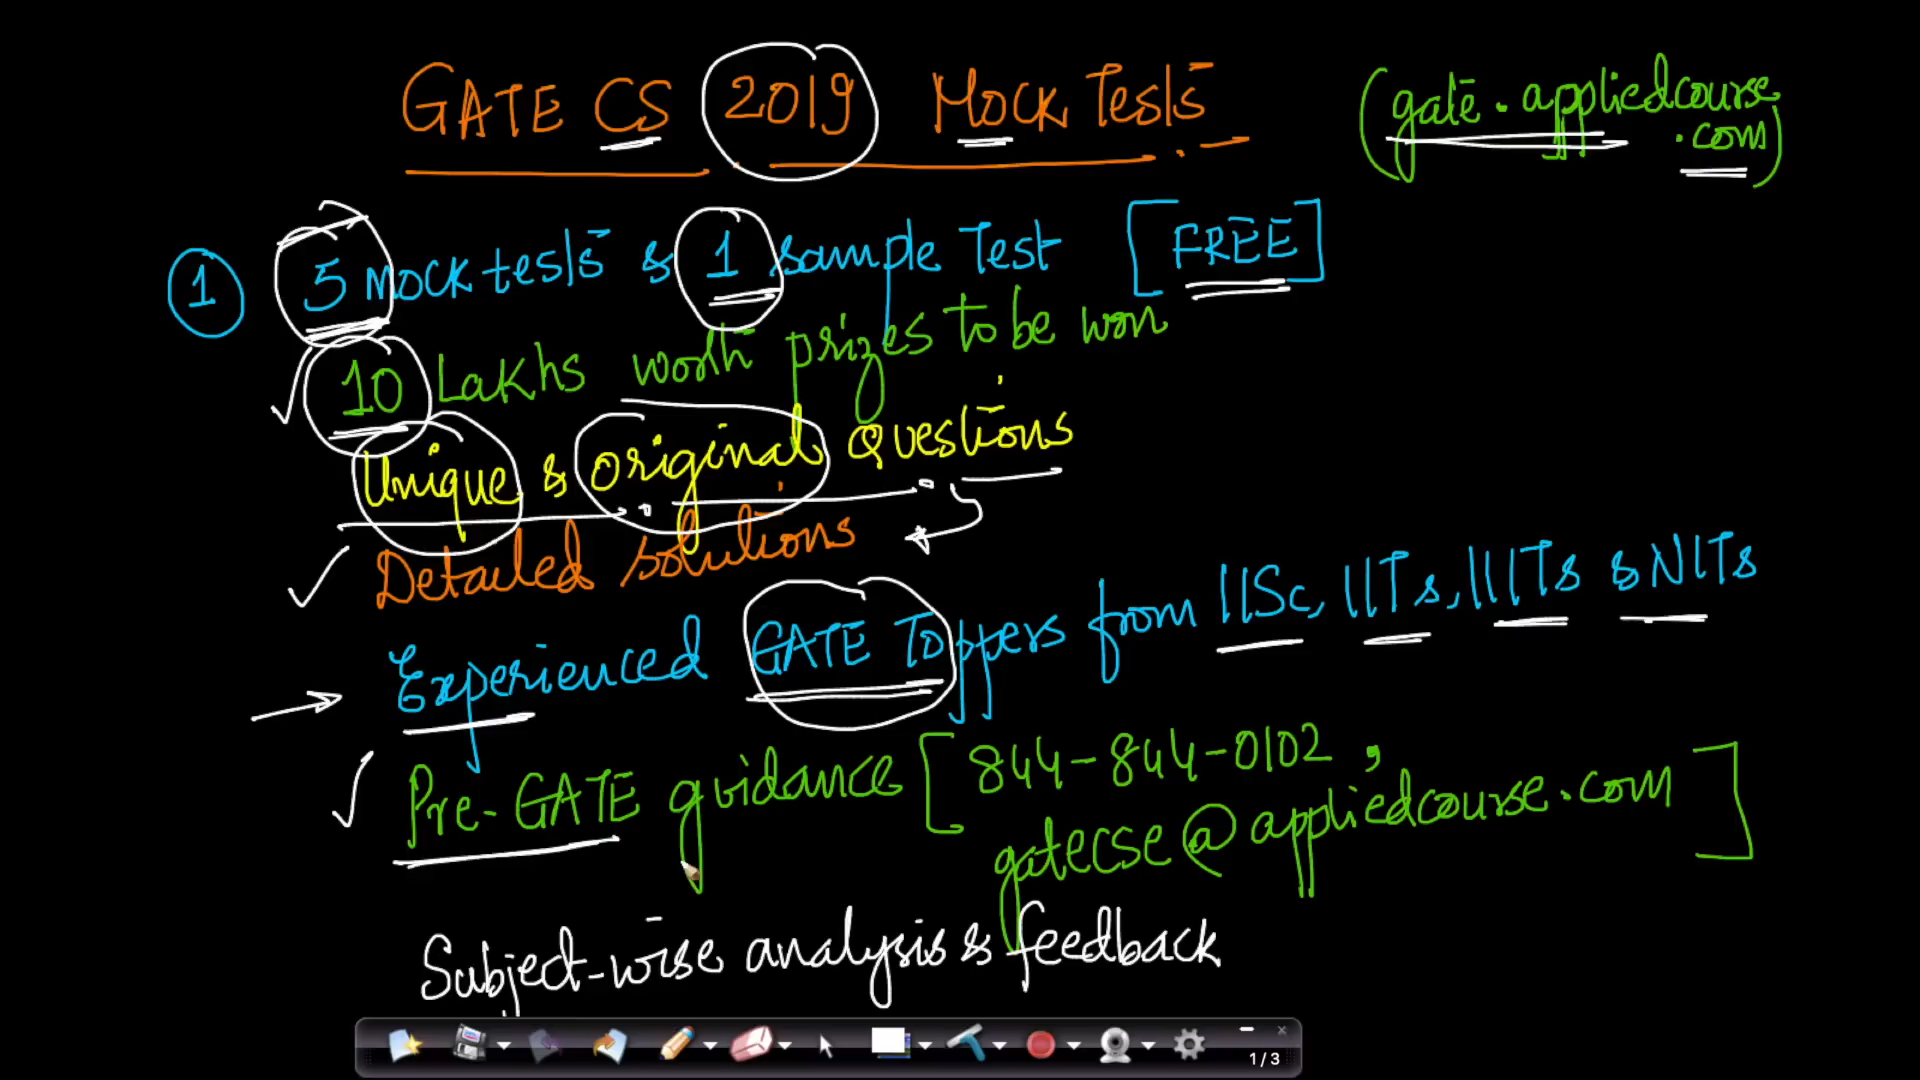 GATE CS 2019 Mock Tests
(gate.appliedcourse
.com)
1 5 Mock tests & 1 sample Test [FREE]
10 Lakhs worth prizes to be won
Unique & original Questions
Detailed solutions
Experienced GATE Toppers from IISc, IITs, IIITs & NITs
Pre-GATE guidance [844-844-0102,
gatecse@appliedcourse.com]
Subject-wise analysis & feedback
1/3